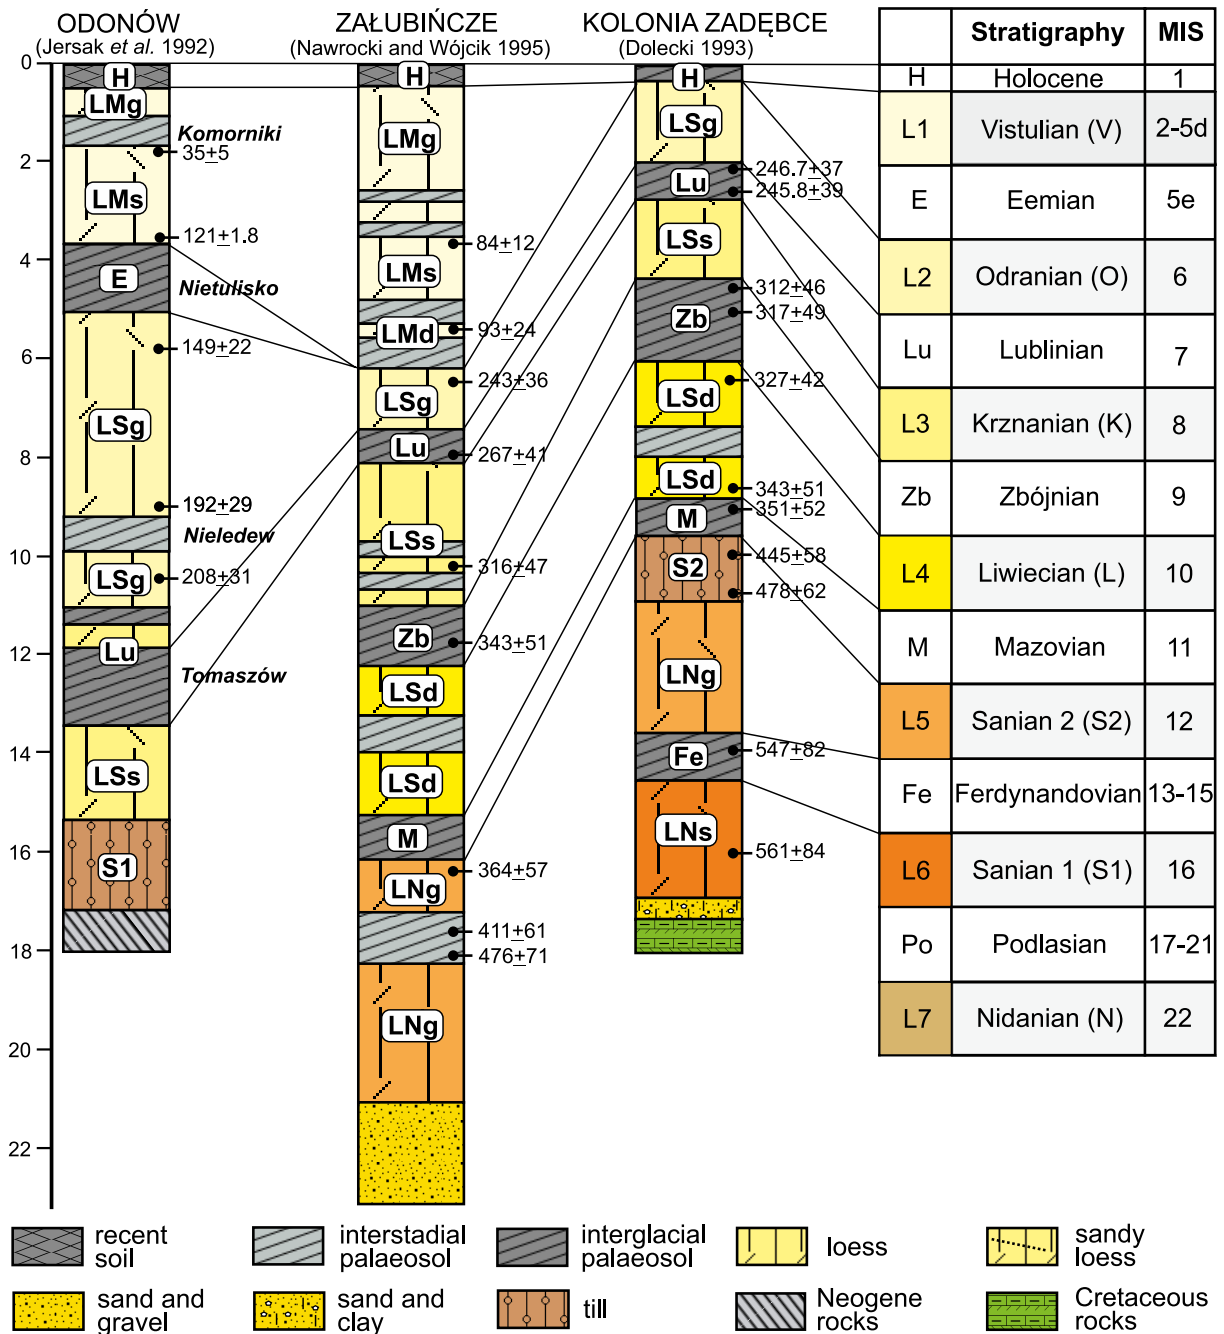 ODONÓW
(Jersak et al. 1992)
ZAŁUBIŃCZE
(Nawrocki and Wójcik 1995)
KOLONIA ZADĘBCE
(Dolecki 1993)
0
2
4
6
8
10
12
14
16
18
20
22
H
LMg
Komorniki
35±5
LMs
121±1.8
E
Nietulisko
149±22
LSg
192±29
Nieledew
LSg
208±31
Lu
Tomaszów
LSs
S1
H
LMg
84±12
LMs
LMd
93±24
243±36
LSg
Lu
267±41
LSs
316±47
Zb
343±51
LSd
LSd
M
364±57
LNg
411±61
476±71
LNg
H
LSg
246.7±37
Lu
245.8±39
LSs
312±46
Zb
317±49
327±42
LSd
LSd
343±51
351±52
M
445±58
S2
478±62
LNg
Fe
547±82
LNs
561±84
Stratigraphy MIS
H Holocene 1
L1 Vistulian (V) 2-5d
E Eemian 5e
L2 Odranian (O) 6
Lu Lublinian 7
L3 Krznanian (K) 8
Zb Zbójnian 9
L4 Liwiecian (L) 10
M Mazovian 11
L5 Sanian 2 (S2) 12
Fe Ferdynandovian 13-15
L6 Sanian 1 (S1) 16
Po Podlasian 17-21
L7 Nidanian (N) 22
recent
soil
interstadial
palaeosol
interglacial
palaeosol
loess
sandy
loess
sand and
gravel
sand and
clay
till
Neogene
rocks
Cretaceous
rocks